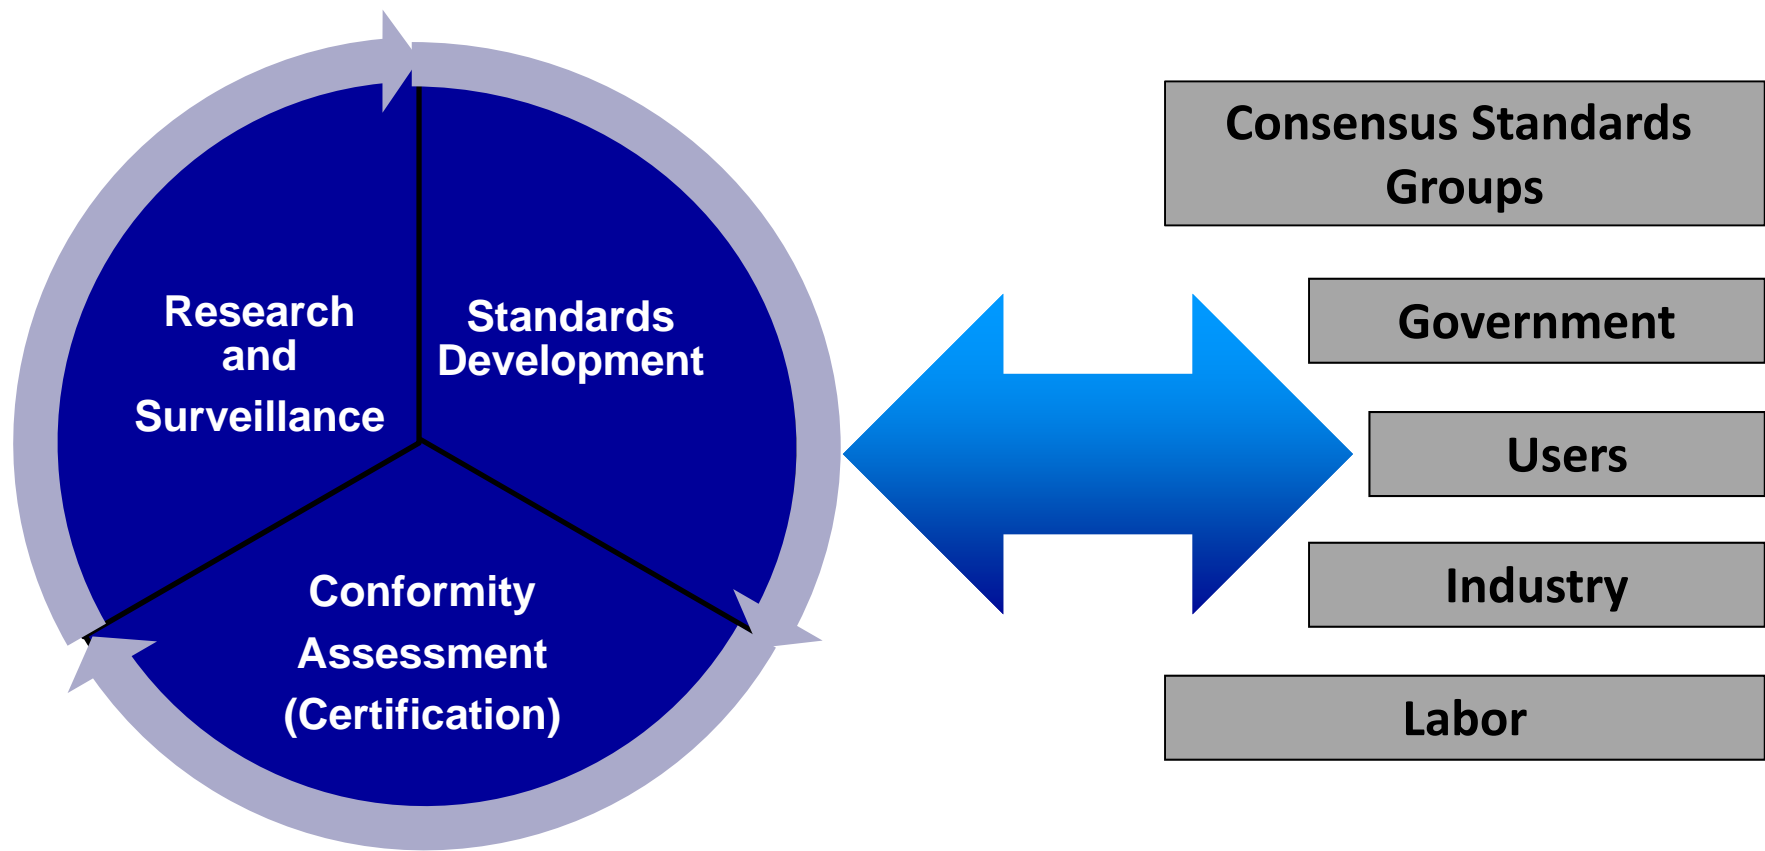 Research
and
Surveillance
Standards
Development
Conformity
Assessment
(Certification)
Consensus Standards
Groups
Government
Users
Industry
Labor